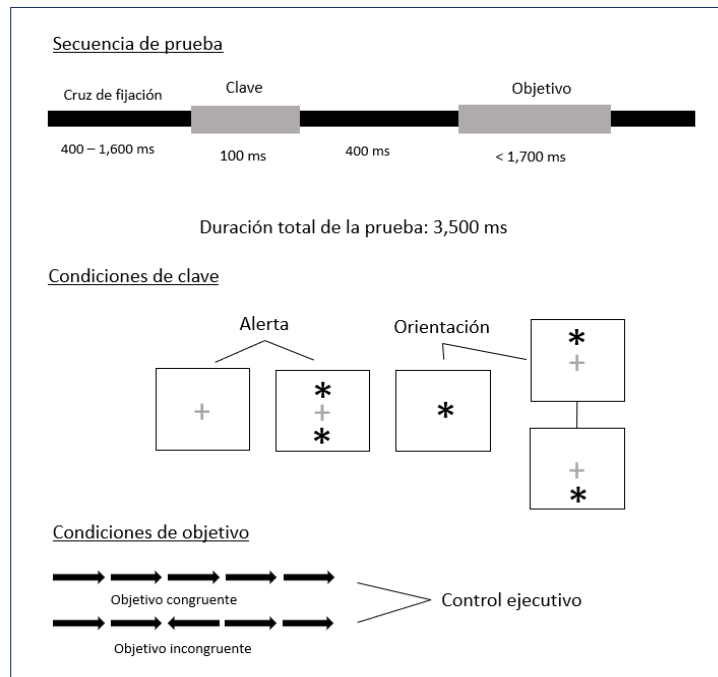 Secuencia de prueba
Cruz de fijación
Clave
Objetivo
400 – 1,600 ms
100 ms
400 ms
< 1,700 ms
Duración total de la prueba: 3,500 ms
Condiciones de clave
Alerta
Orientación
+
*
+
*
*
*
+
+
*
Condiciones de objetivo
Objetivo congruente
Objetivo incongruente
Control ejecutivo